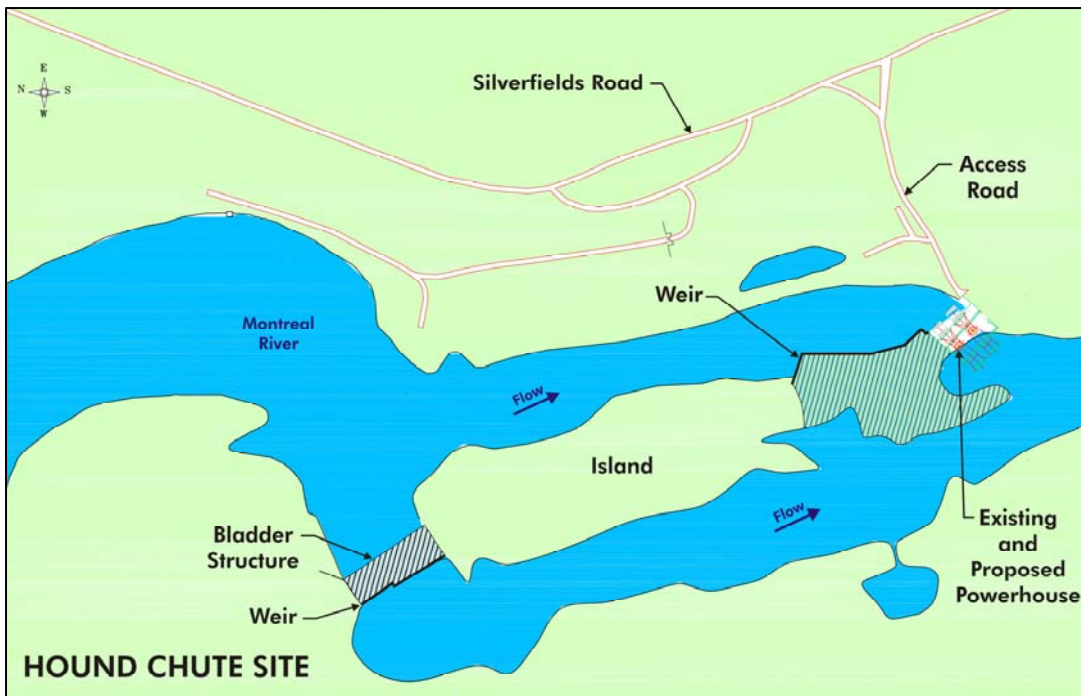 E
N S
W
Silverfields Road
Access
Road
Montreal
River
Weir
Flow
Island
Flow
Bladder
Structure
Existing
and
Proposed
Powerhouse
Weir
HOUND CHUTE SITE